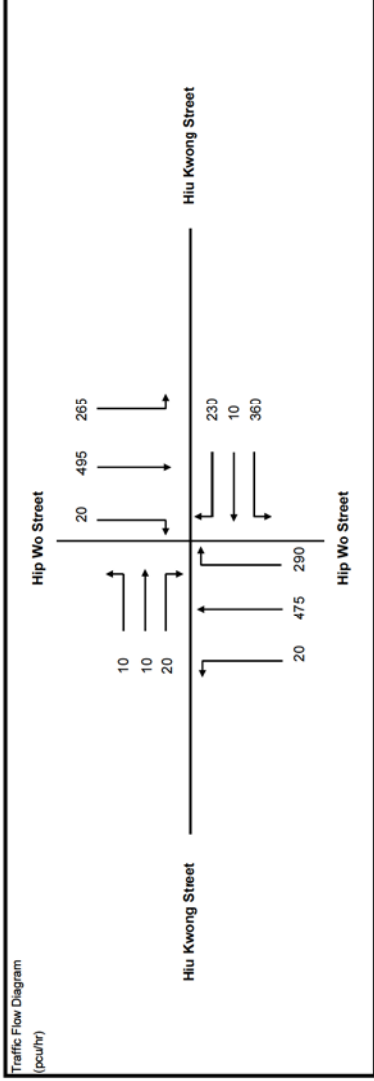 Traffic Flow Diagram
(pcu/hr)
Hip Wo Street
20 495 265
10
10
20
Hiu Kwong Street
Hiu Kwong Street
230
10
360
20 475 290
Hip Wo Street